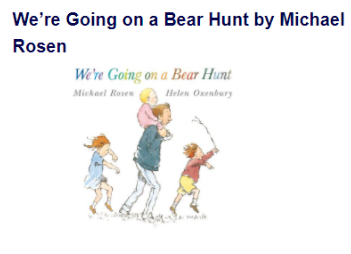 We’re Going on a Bear Hunt by Michael
Rosen
We're Going on a Bear Hunt
Michael Rosen Helen Oxenbury